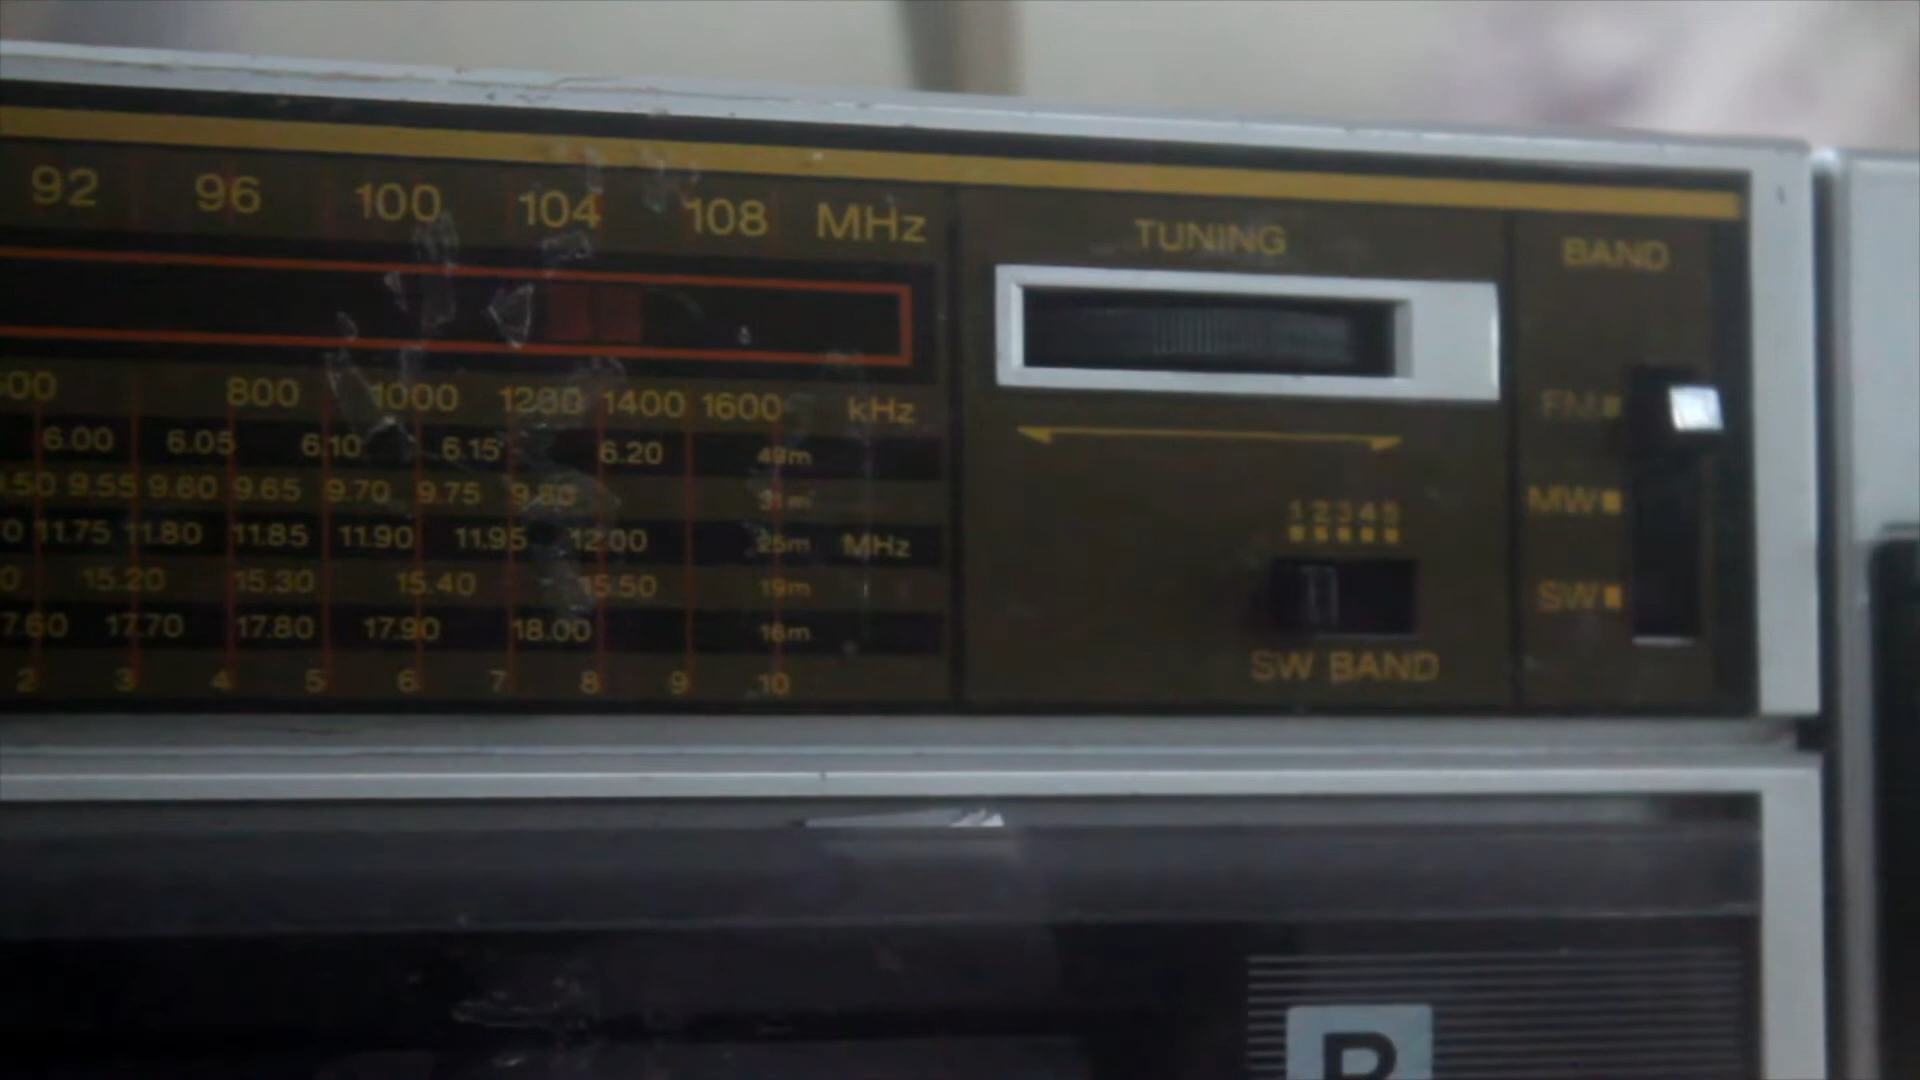 92 96 100 104 108 MHz
TUNING
BAND
800 1000 1200 1400 1600 kHz
6.00 6.05 6.10 6.15 6.20 49m
9.55 9.60 9.65 9.70 9.75 9.80 31m
11.75 11.80 11.85 11.90 11.95 12.00 25m MHz
15.20 15.30 15.40 15.50 19m
17.70 17.80 17.90 18.00 16m
2 3 4 5 6 7 8 9 10
1 2 3 4 5
SW BAND
FM
MW
SW